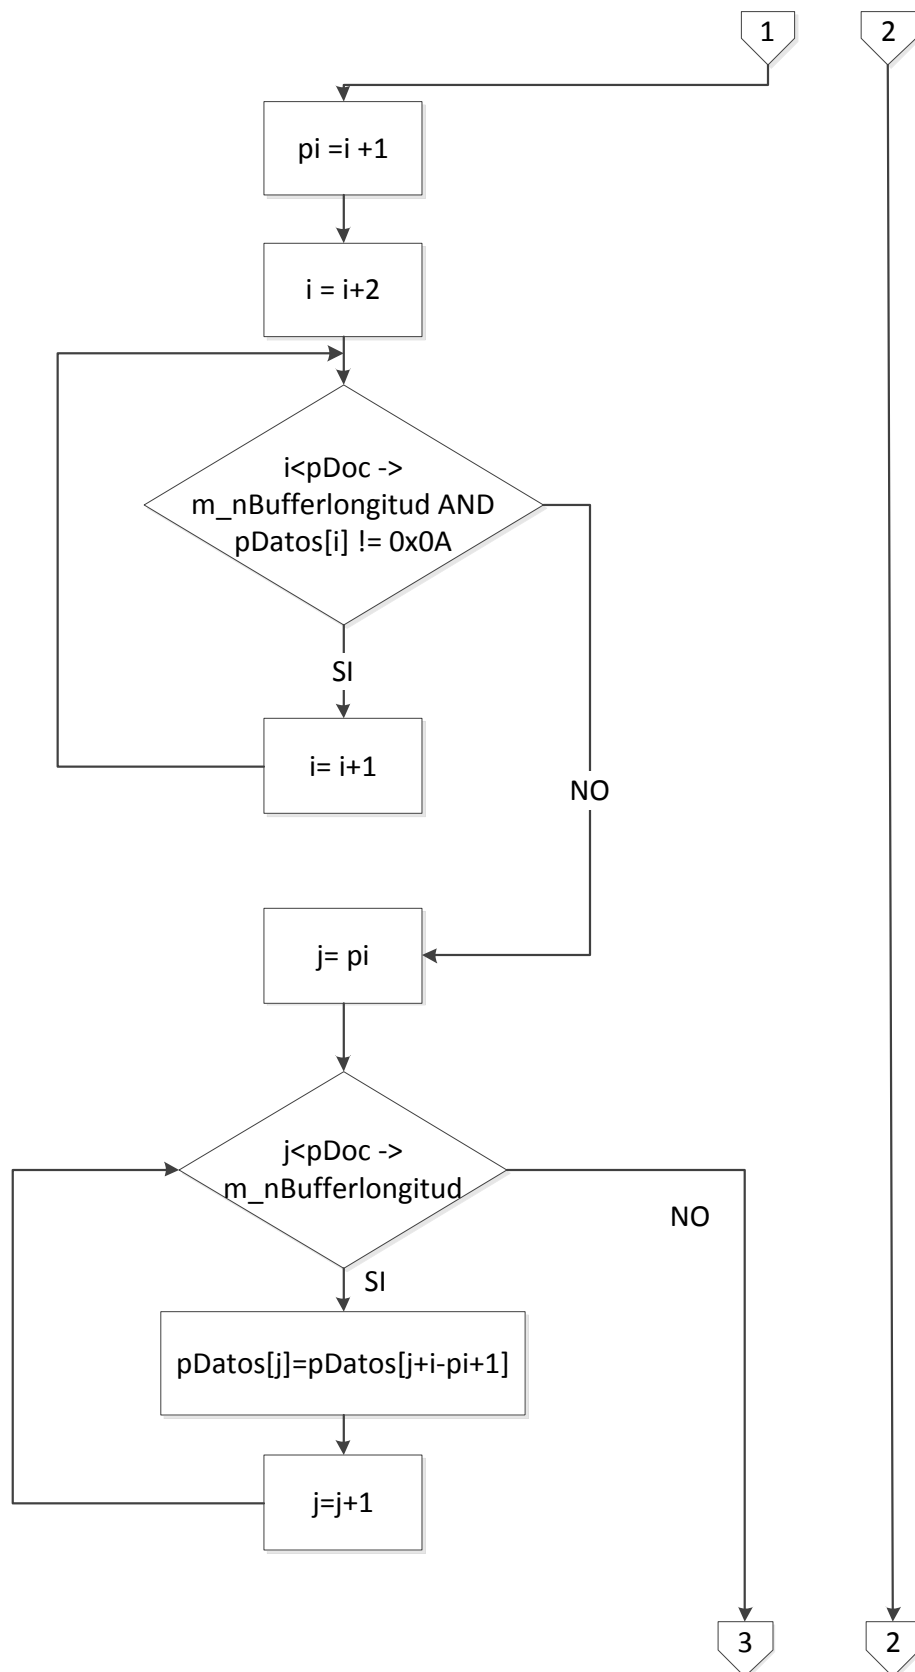 1
2
pi =i +1
i = i+2
i<pDoc ->
m_nBufferlongitud AND
pDatos[i] != 0x0A
SI
i= i+1
NO
j= pi
j<pDoc ->
m_nBufferlongitud
NO
SI
pDatos[j]=pDatos[j+i-pi+1]
j=j+1
3
2